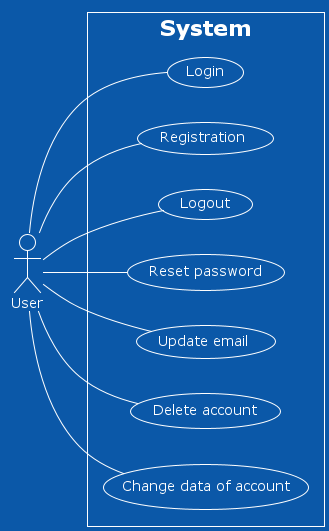 System
Login
Registration
Logout
Reset password
User
Update email
Delete account
Change data of account